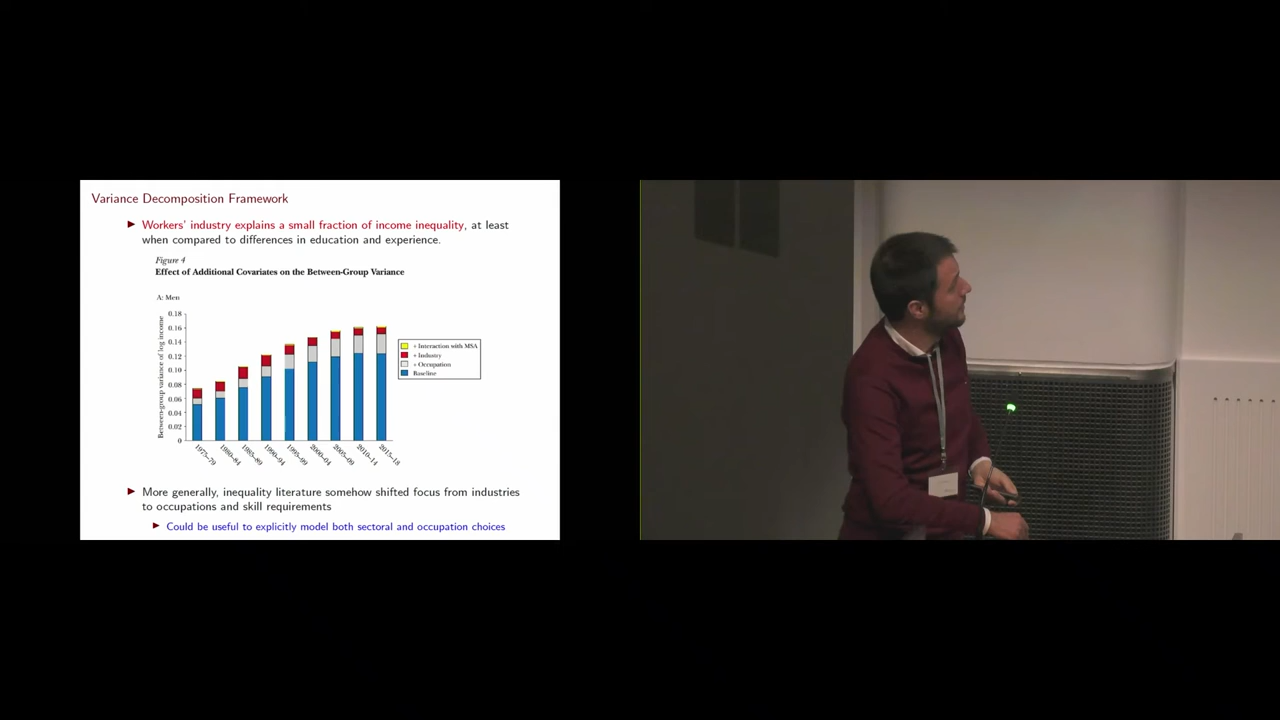 Variance Decomposition Framework
Workers' industry explains a small fraction of income inequality, at least
when compared to differences in education and experience.
Figure 4
Effect of Additional Covariates on the Between-Group Variance
A: Men
Between-group variance of log income
0.18
0.16
0.14
0.12
0.10
0.08
0.06
0.04
0.02
0
1975–79
1980–84
1985–89
1990–94
1995–99
2000–04
2005–09
2010–14
2015–18
+ Interaction with MSA
+ Industry
+ Occupation
Baseline
More generally, inequality literature somehow shifted focus from industries
to occupations and skill requirements
Could be useful to explicitly model both sectoral and occupation choices